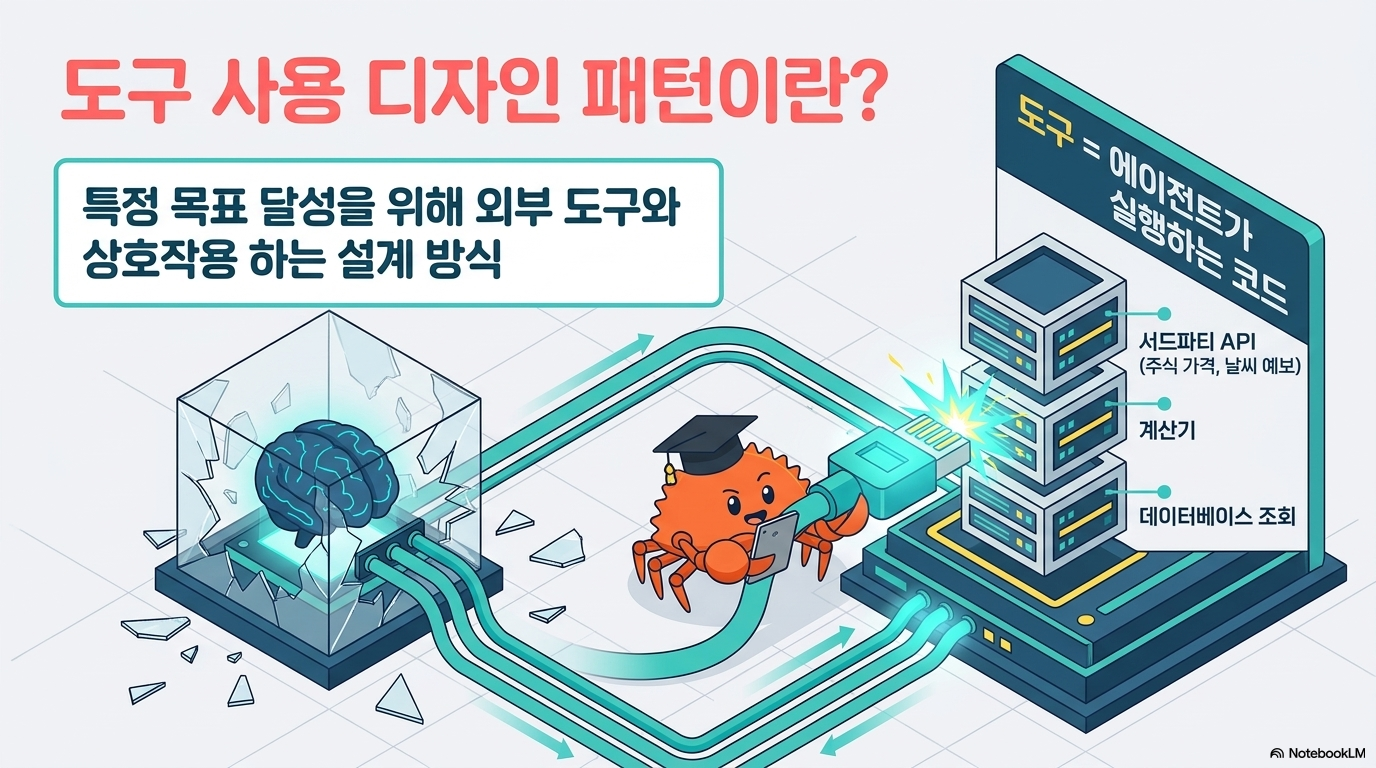 도구 사용 디자인 패턴이란?
특정 목표 달성을 위해 외부 도구와
상호작용 하는 설계 방식
도구 = 에이전트가
실행하는 코드
서드파티 API
(주식 가격, 날씨 예보)
계산기
데이터베이스 조회
NotebookLM